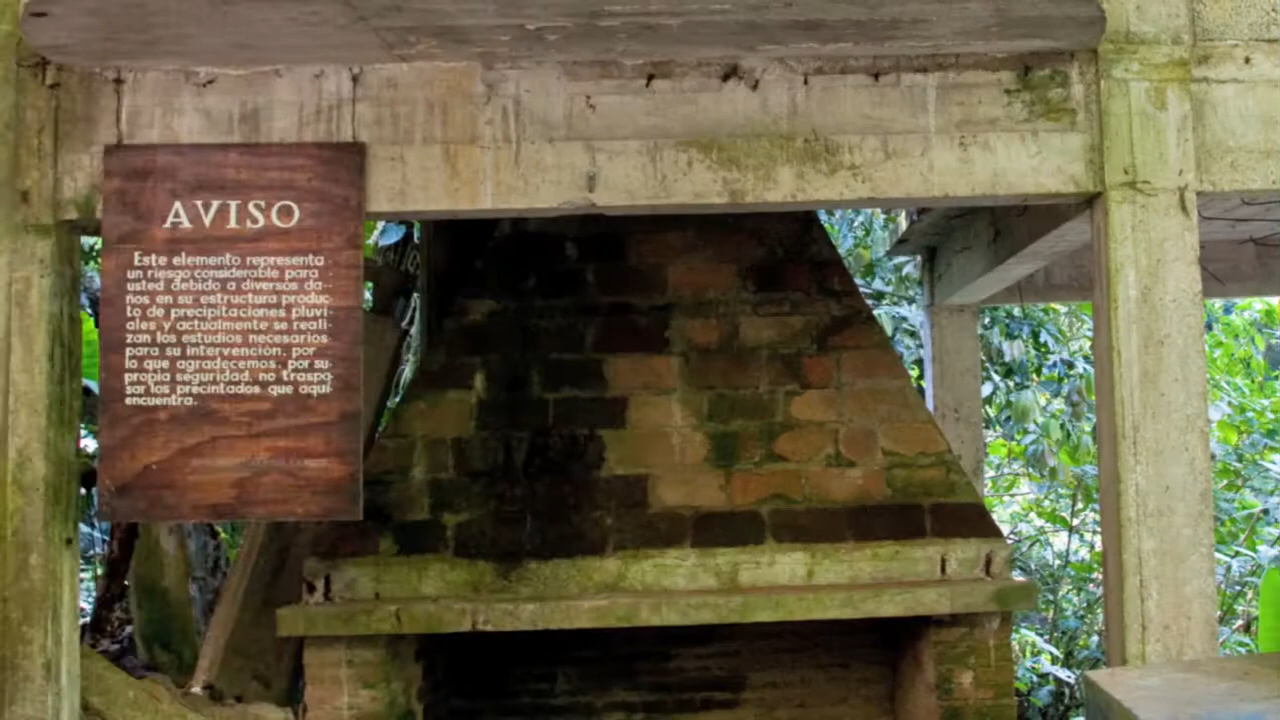 AVISO
Este elemento representa
un riesgo considerable para
usted debido a diversos da-
ños en su estructura produc-
to de precipitaciones pluvi-
ales y actualmente se reali-
zan los estudios necesarios
para su intervención, por
lo que agradecemos, por su
propia seguridad, no traspa-
sar los precintados que aquí
encuentra.